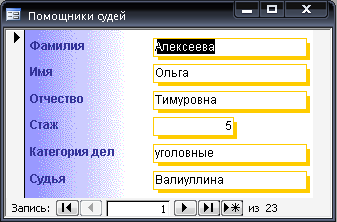 Помощники судей
Фамилия Алексеева
Имя Ольга
Отчество Тимуровна
Стаж 5
Категория дел уголовные
Судья Валиуллина
Запись: 1 из 23